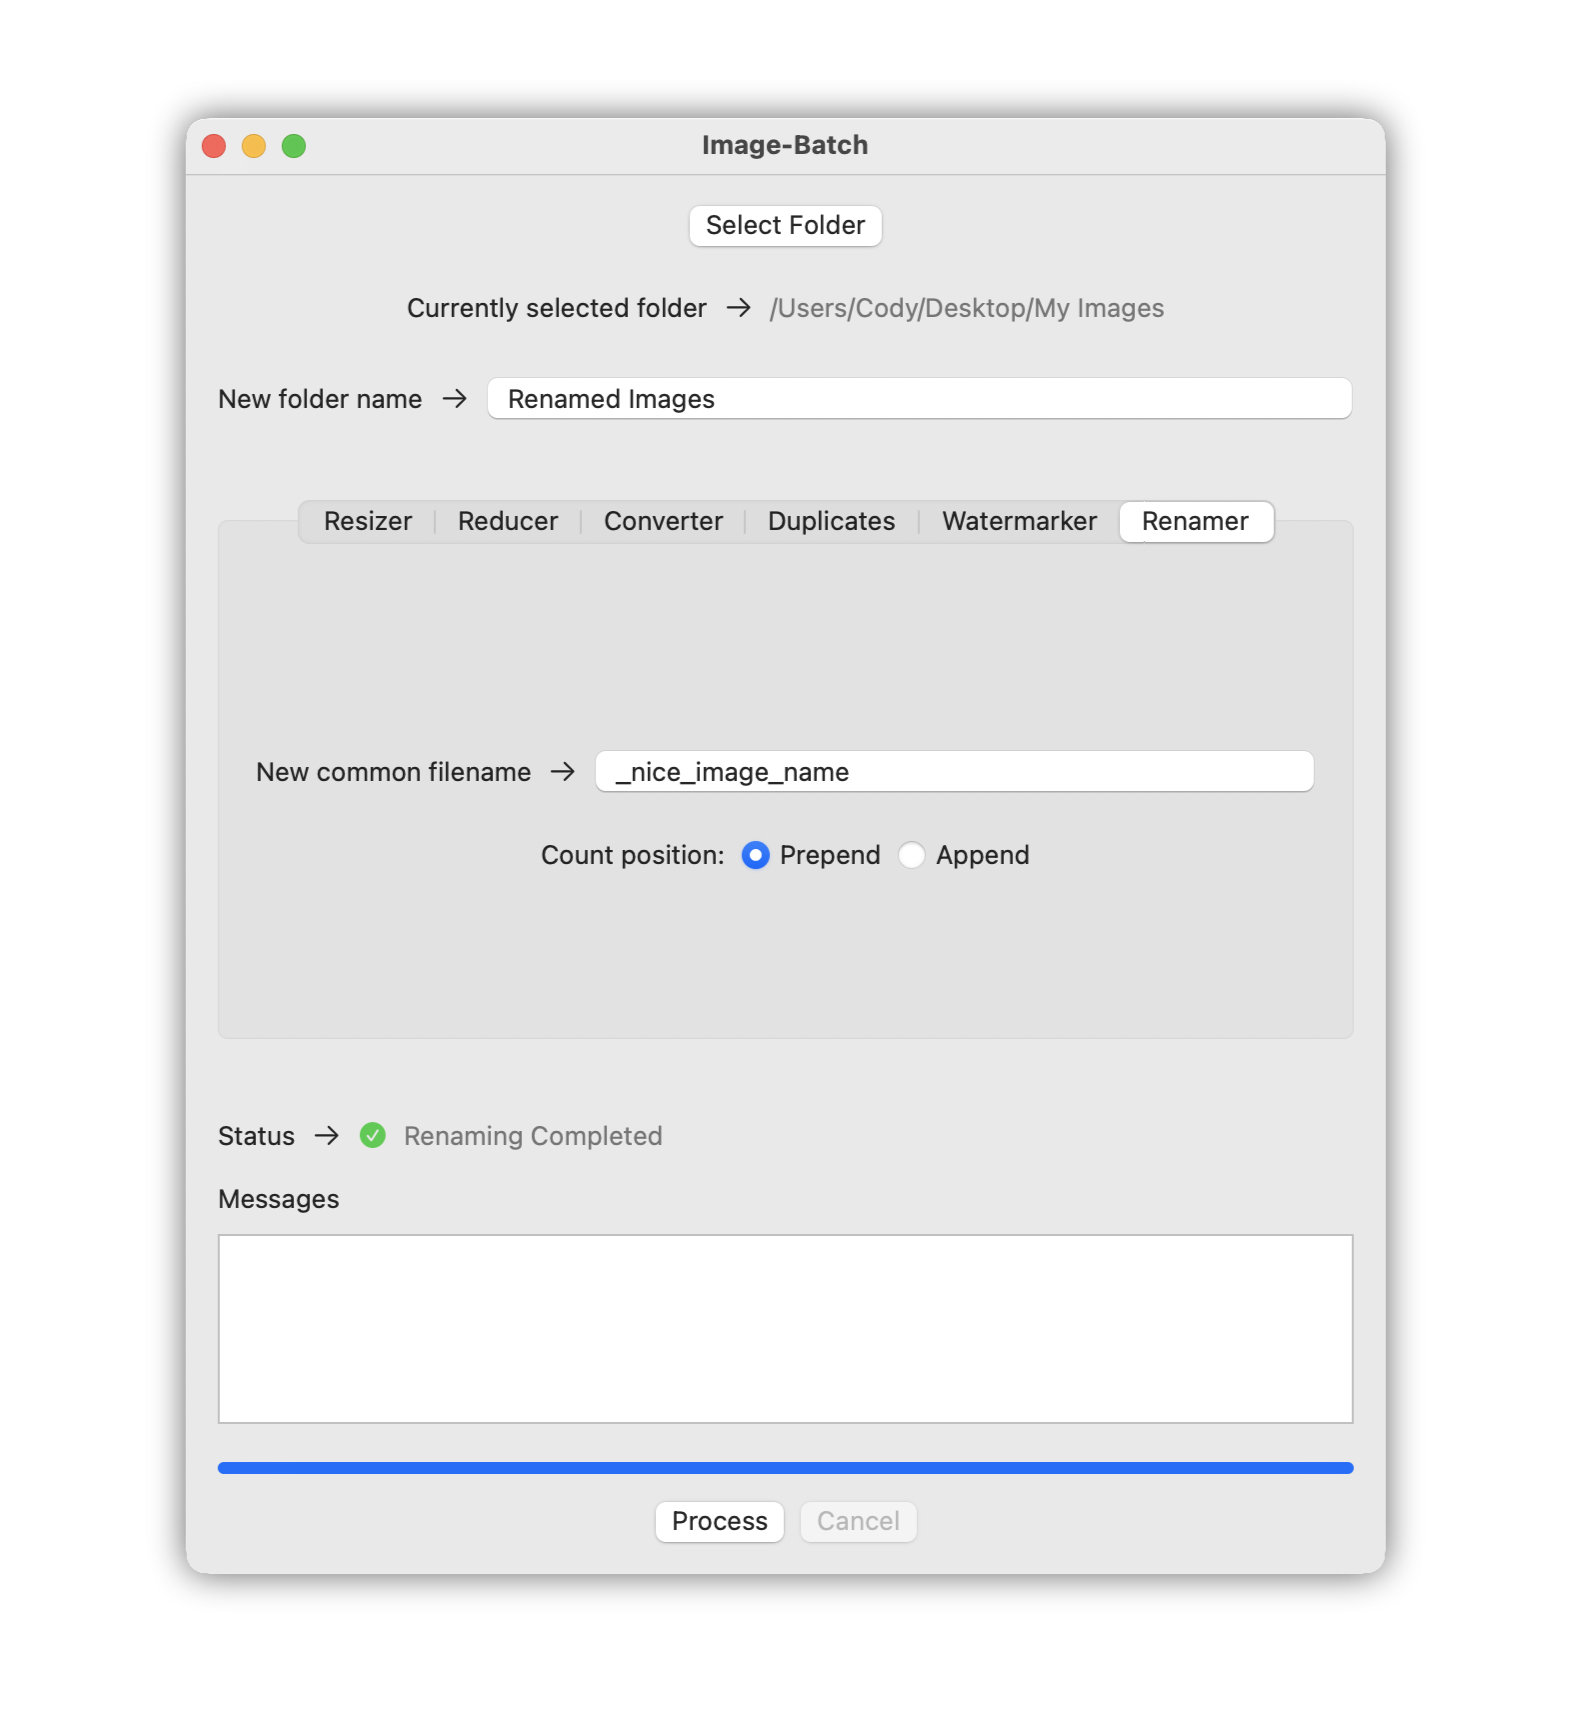 Image-Batch
Select Folder
Currently selected folder → /Users/Cody/Desktop/My Images
New folder name → Renamed Images
Resizer Reducer Converter Duplicates Watermarker Renamer
New common filename → _nice_image_name
Count position: Prepend Append
Status → Renaming Completed
Messages
Process Cancel